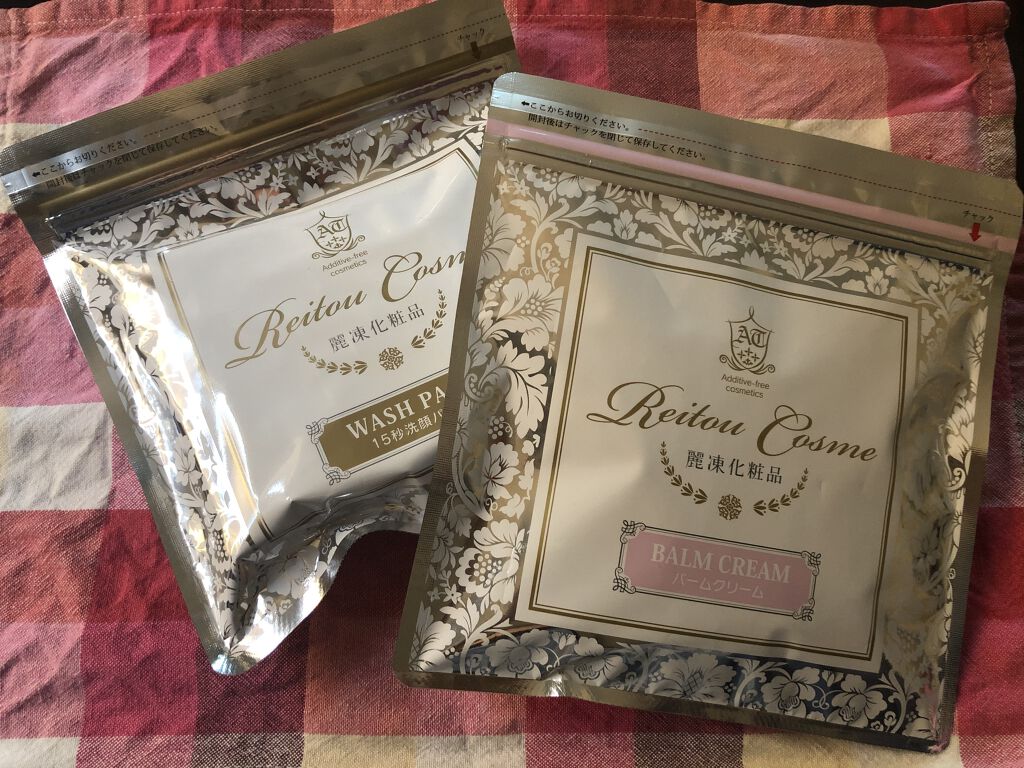 チャック
←ここからお切りください。
開封後はチャックを閉じて保存してください。
AT
Additive-free
cosmetics
Reitou Cosm
麗凍化粧品
WASH PA
15秒洗顔パ
←ここからお切りください。
開封後はチャックを閉じて保存してください。
チャック
AT
Additive-free
cosmetics
Reitou Cosme
麗凍化粧品
BALM CREAM
バームクリーム